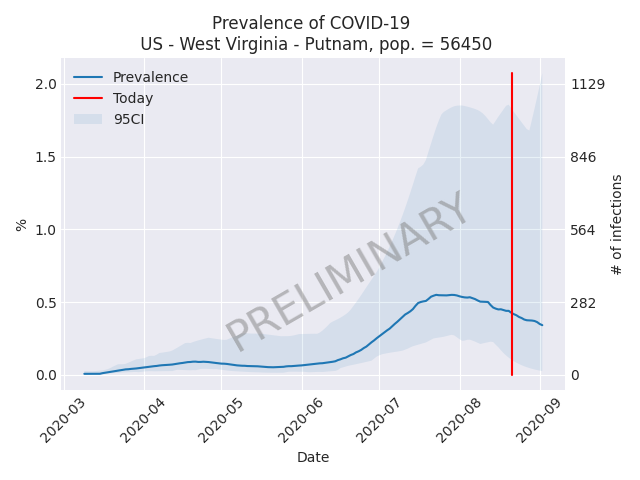 Prevalence of COVID-19
US - West Virginia - Putnam, pop. = 56450
Prevalence
Today
95CI
2.0
1.5
1.0
0.5
0.0
%
1129
846
564
282
0
# of infections
PRELIMINARY
2020-03
2020-04
2020-05
2020-06
2020-07
2020-08
2020-09
Date